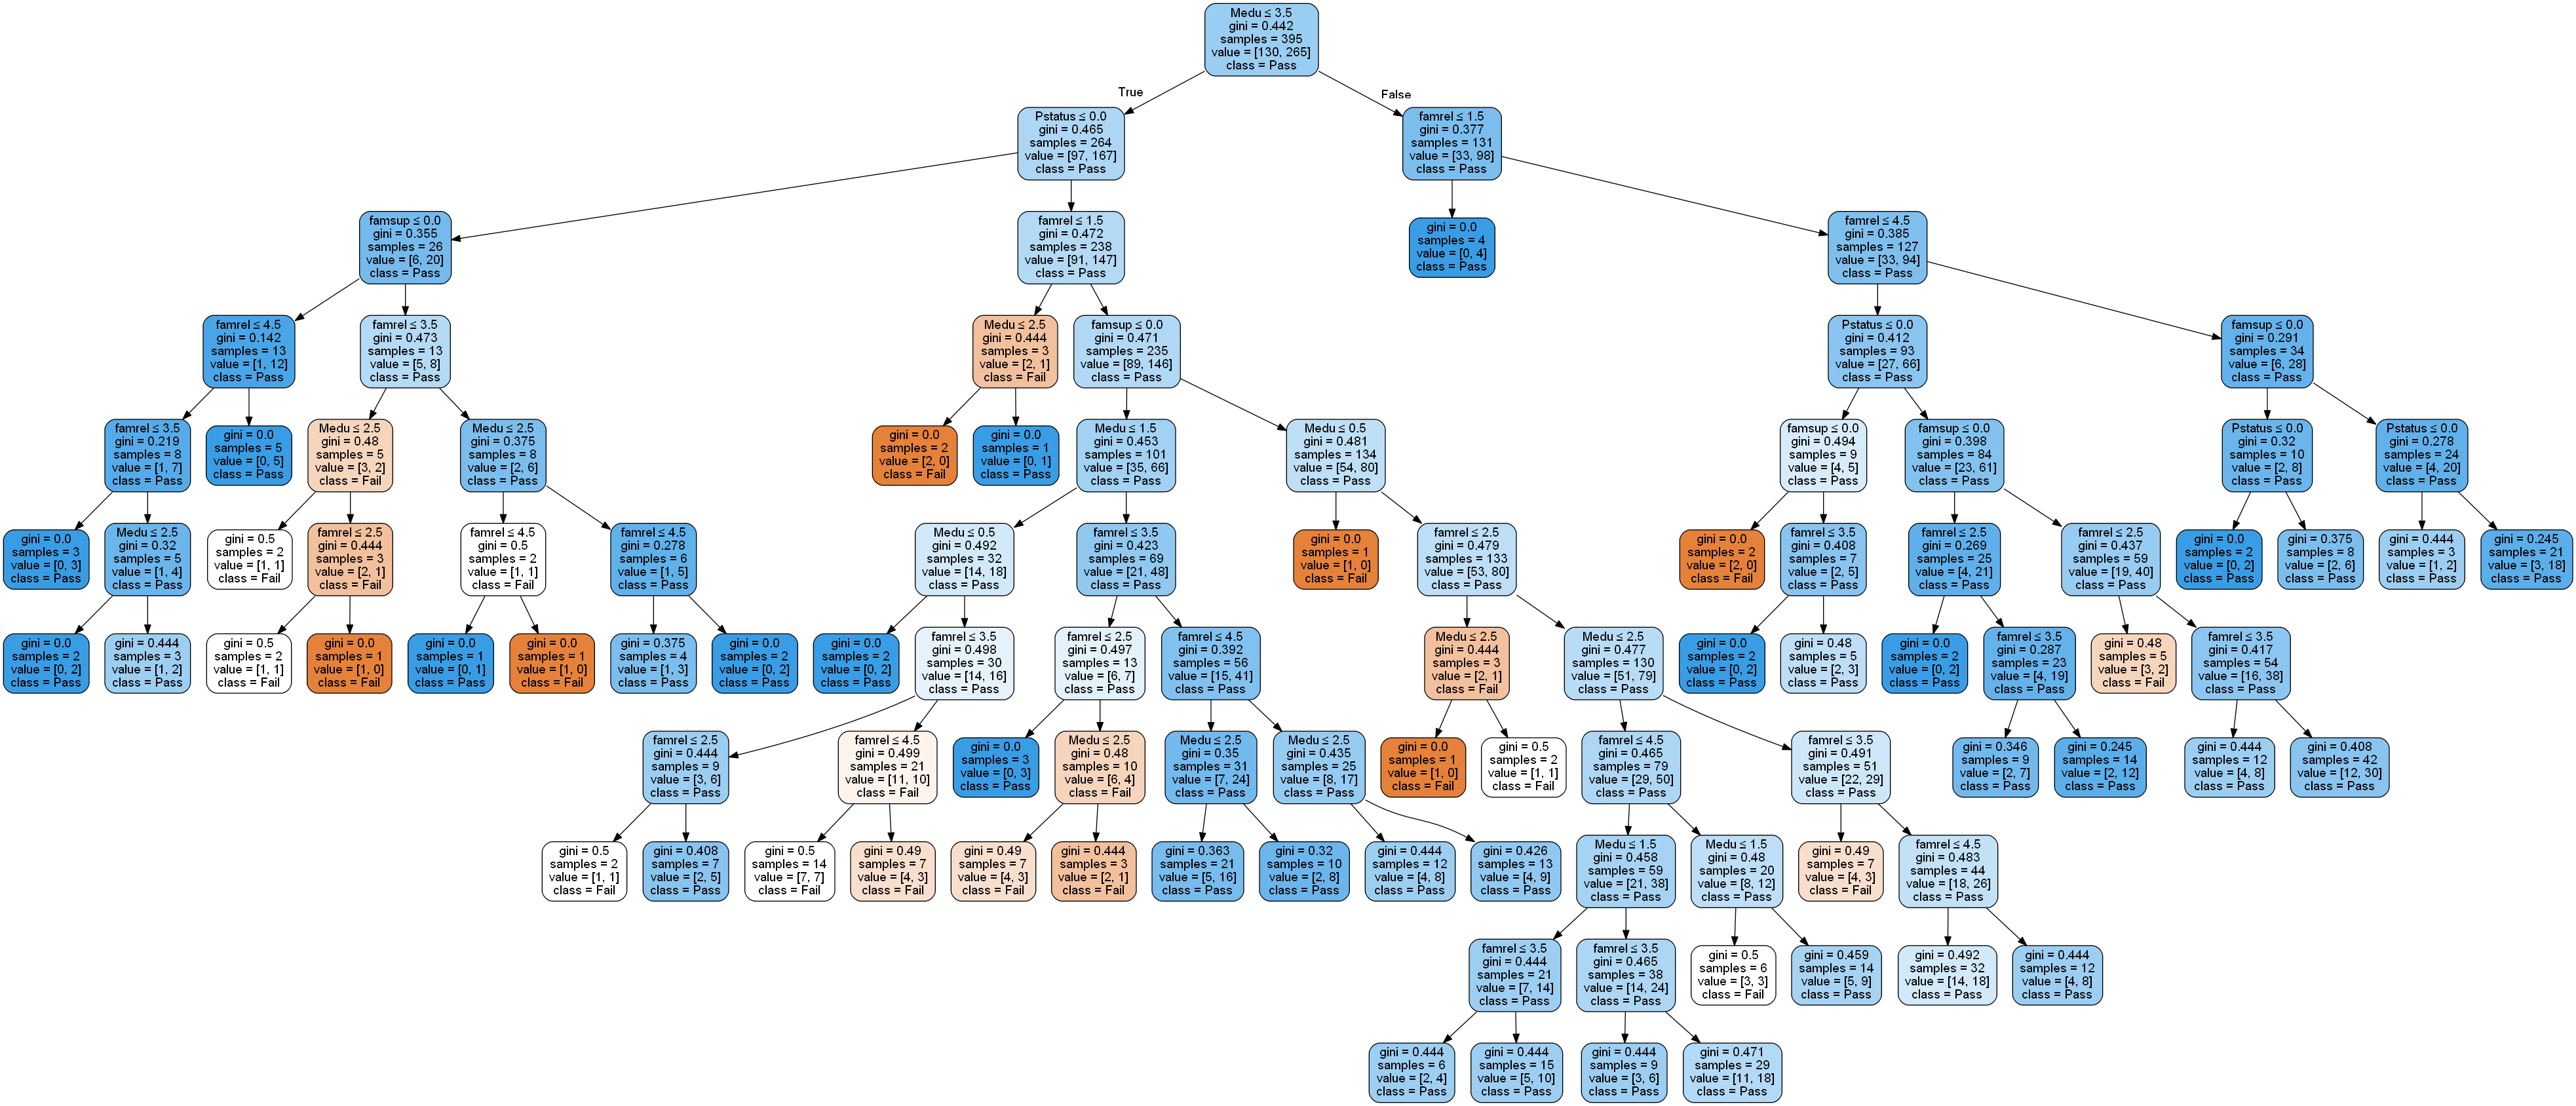 Medu ≤ 3.5
gini = 0.442
samples = 395
value = [130, 265]
class = Pass
True
False
Pstatus ≤ 0.0
gini = 0.465
samples = 264
value = [97, 167]
class = Pass
famrel ≤ 1.5
gini = 0.377
samples = 131
value = [33, 98]
class = Pass
famsup ≤ 0.0
gini = 0.355
samples = 26
value = [6, 20]
class = Pass
famrel ≤ 1.5
gini = 0.472
samples = 238
value = [91, 147]
class = Pass
gini = 0.0
samples = 4
value = [0, 4]
class = Pass
famrel ≤ 4.5
gini = 0.385
samples = 127
value = [33, 94]
class = Pass
famrel ≤ 4.5
gini = 0.142
samples = 13
value = [1, 12]
class = Pass
famrel ≤ 3.5
gini = 0.473
samples = 13
value = [5, 8]
class = Pass
Medu ≤ 2.5
gini = 0.444
samples = 3
value = [2, 1]
class = Fail
famsup ≤ 0.0
gini = 0.471
samples = 235
value = [89, 146]
class = Pass
Pstatus ≤ 0.0
gini = 0.412
samples = 93
value = [27, 66]
class = Pass
famsup ≤ 0.0
gini = 0.291
samples = 34
value = [6, 28]
class = Pass
famrel ≤ 3.5
gini = 0.219
samples = 8
value = [1, 7]
class = Pass
gini = 0.0
samples = 5
value = [0, 5]
class = Pass
Medu ≤ 2.5
gini = 0.48
samples = 5
value = [3, 2]
class = Fail
Medu ≤ 2.5
gini = 0.375
samples = 8
value = [2, 6]
class = Pass
gini = 0.0
samples = 2
value = [2, 0]
class = Fail
gini = 0.0
samples = 1
value = [0, 1]
class = Pass
Medu ≤ 1.5
gini = 0.453
samples = 101
value = [35, 66]
class = Pass
Medu ≤ 0.5
gini = 0.481
samples = 134
value = [54, 80]
class = Pass
famsup ≤ 0.0
gini = 0.494
samples = 9
value = [4, 5]
class = Pass
famsup ≤ 0.0
gini = 0.398
samples = 84
value = [23, 61]
class = Pass
Pstatus ≤ 0.0
gini = 0.32
samples = 10
value = [2, 8]
class = Pass
Pstatus ≤ 0.0
gini = 0.278
samples = 24
value = [4, 20]
class = Pass
gini = 0.0
samples = 3
value = [0, 3]
class = Pass
Medu ≤ 2.5
gini = 0.32
samples = 5
value = [1, 4]
class = Pass
gini = 0.5
samples = 2
value = [1, 1]
class = Fail
famrel ≤ 2.5
gini = 0.444
samples = 3
value = [2, 1]
class = Fail
famrel ≤ 4.5
gini = 0.5
samples = 2
value = [1, 1]
class = Fail
famrel ≤ 4.5
gini = 0.278
samples = 6
value = [1, 5]
class = Pass
Medu ≤ 0.5
gini = 0.492
samples = 32
value = [14, 18]
class = Pass
famrel ≤ 3.5
gini = 0.423
samples = 69
value = [21, 48]
class = Pass
gini = 0.0
samples = 1
value = [1, 0]
class = Fail
famrel ≤ 2.5
gini = 0.479
samples = 133
value = [53, 80]
class = Pass
gini = 0.0
samples = 2
value = [2, 0]
class = Fail
famrel ≤ 3.5
gini = 0.408
samples = 7
value = [2, 5]
class = Pass
famrel ≤ 2.5
gini = 0.269
samples = 25
value = [4, 21]
class = Pass
famrel ≤ 2.5
gini = 0.437
samples = 59
value = [19, 40]
class = Pass
gini = 0.0
samples = 2
value = [0, 2]
class = Pass
gini = 0.375
samples = 8
value = [2, 6]
class = Pass
gini = 0.444
samples = 3
value = [1, 2]
class = Pass
gini = 0.245
samples = 21
value = [3, 18]
class = Pass
gini = 0.0
samples = 2
value = [0, 2]
class = Pass
gini = 0.444
samples = 3
value = [1, 2]
class = Pass
gini = 0.5
samples = 2
value = [1, 1]
class = Fail
gini = 0.0
samples = 1
value = [1, 0]
class = Fail
gini = 0.0
samples = 1
value = [0, 1]
class = Pass
gini = 0.0
samples = 1
value = [1, 0]
class = Fail
gini = 0.375
samples = 4
value = [1, 3]
class = Pass
gini = 0.0
samples = 2
value = [0, 2]
class = Pass
gini = 0.0
samples = 2
value = [0, 2]
class = Pass
famrel ≤ 3.5
gini = 0.498
samples = 30
value = [14, 16]
class = Pass
famrel ≤ 2.5
gini = 0.497
samples = 13
value = [6, 7]
class = Pass
famrel ≤ 4.5
gini = 0.392
samples = 56
value = [15, 41]
class = Pass
Medu ≤ 2.5
gini = 0.444
samples = 3
value = [2, 1]
class = Fail
Medu ≤ 2.5
gini = 0.477
samples = 130
value = [51, 79]
class = Pass
gini = 0.0
samples = 2
value = [0, 2]
class = Pass
gini = 0.48
samples = 5
value = [2, 3]
class = Pass
gini = 0.0
samples = 2
value = [0, 2]
class = Pass
famrel ≤ 3.5
gini = 0.287
samples = 23
value = [4, 19]
class = Pass
gini = 0.48
samples = 5
value = [3, 2]
class = Fail
famrel ≤ 3.5
gini = 0.417
samples = 54
value = [16, 38]
class = Pass
famrel ≤ 2.5
gini = 0.444
samples = 9
value = [3, 6]
class = Pass
famrel ≤ 4.5
gini = 0.499
samples = 21
value = [11, 10]
class = Fail
gini = 0.0
samples = 3
value = [0, 3]
class = Pass
Medu ≤ 2.5
gini = 0.48
samples = 10
value = [6, 4]
class = Fail
Medu ≤ 2.5
gini = 0.35
samples = 31
value = [7, 24]
class = Pass
Medu ≤ 2.5
gini = 0.435
samples = 25
value = [8, 17]
class = Pass
gini = 0.0
samples = 1
value = [1, 0]
class = Fail
gini = 0.5
samples = 2
value = [1, 1]
class = Fail
famrel ≤ 4.5
gini = 0.465
samples = 79
value = [29, 50]
class = Pass
famrel ≤ 3.5
gini = 0.491
samples = 51
value = [22, 29]
class = Pass
gini = 0.346
samples = 9
value = [2, 7]
class = Pass
gini = 0.245
samples = 14
value = [2, 12]
class = Pass
gini = 0.444
samples = 12
value = [4, 8]
class = Pass
gini = 0.408
samples = 42
value = [12, 30]
class = Pass
gini = 0.5
samples = 2
value = [1, 1]
class = Fail
gini = 0.408
samples = 7
value = [2, 5]
class = Pass
gini = 0.5
samples = 14
value = [7, 7]
class = Fail
gini = 0.49
samples = 7
value = [4, 3]
class = Fail
gini = 0.49
samples = 7
value = [4, 3]
class = Fail
gini = 0.444
samples = 3
value = [2, 1]
class = Fail
gini = 0.363
samples = 21
value = [5, 16]
class = Pass
gini = 0.32
samples = 10
value = [2, 8]
class = Pass
gini = 0.444
samples = 12
value = [4, 8]
class = Pass
gini = 0.426
samples = 13
value = [4, 9]
class = Pass
Medu ≤ 1.5
gini = 0.458
samples = 59
value = [21, 38]
class = Pass
Medu ≤ 1.5
gini = 0.48
samples = 20
value = [8, 12]
class = Pass
gini = 0.49
samples = 7
value = [4, 3]
class = Fail
famrel ≤ 4.5
gini = 0.483
samples = 44
value = [18, 26]
class = Pass
famrel ≤ 3.5
gini = 0.444
samples = 21
value = [7, 14]
class = Pass
famrel ≤ 3.5
gini = 0.465
samples = 38
value = [14, 24]
class = Pass
gini = 0.5
samples = 6
value = [3, 3]
class = Fail
gini = 0.459
samples = 14
value = [5, 9]
class = Pass
gini = 0.492
samples = 32
value = [14, 18]
class = Pass
gini = 0.444
samples = 12
value = [4, 8]
class = Pass
gini = 0.444
samples = 6
value = [2, 4]
class = Pass
gini = 0.444
samples = 15
value = [5, 10]
class = Pass
gini = 0.444
samples = 9
value = [3, 6]
class = Pass
gini = 0.471
samples = 29
value = [11, 18]
class = Pass